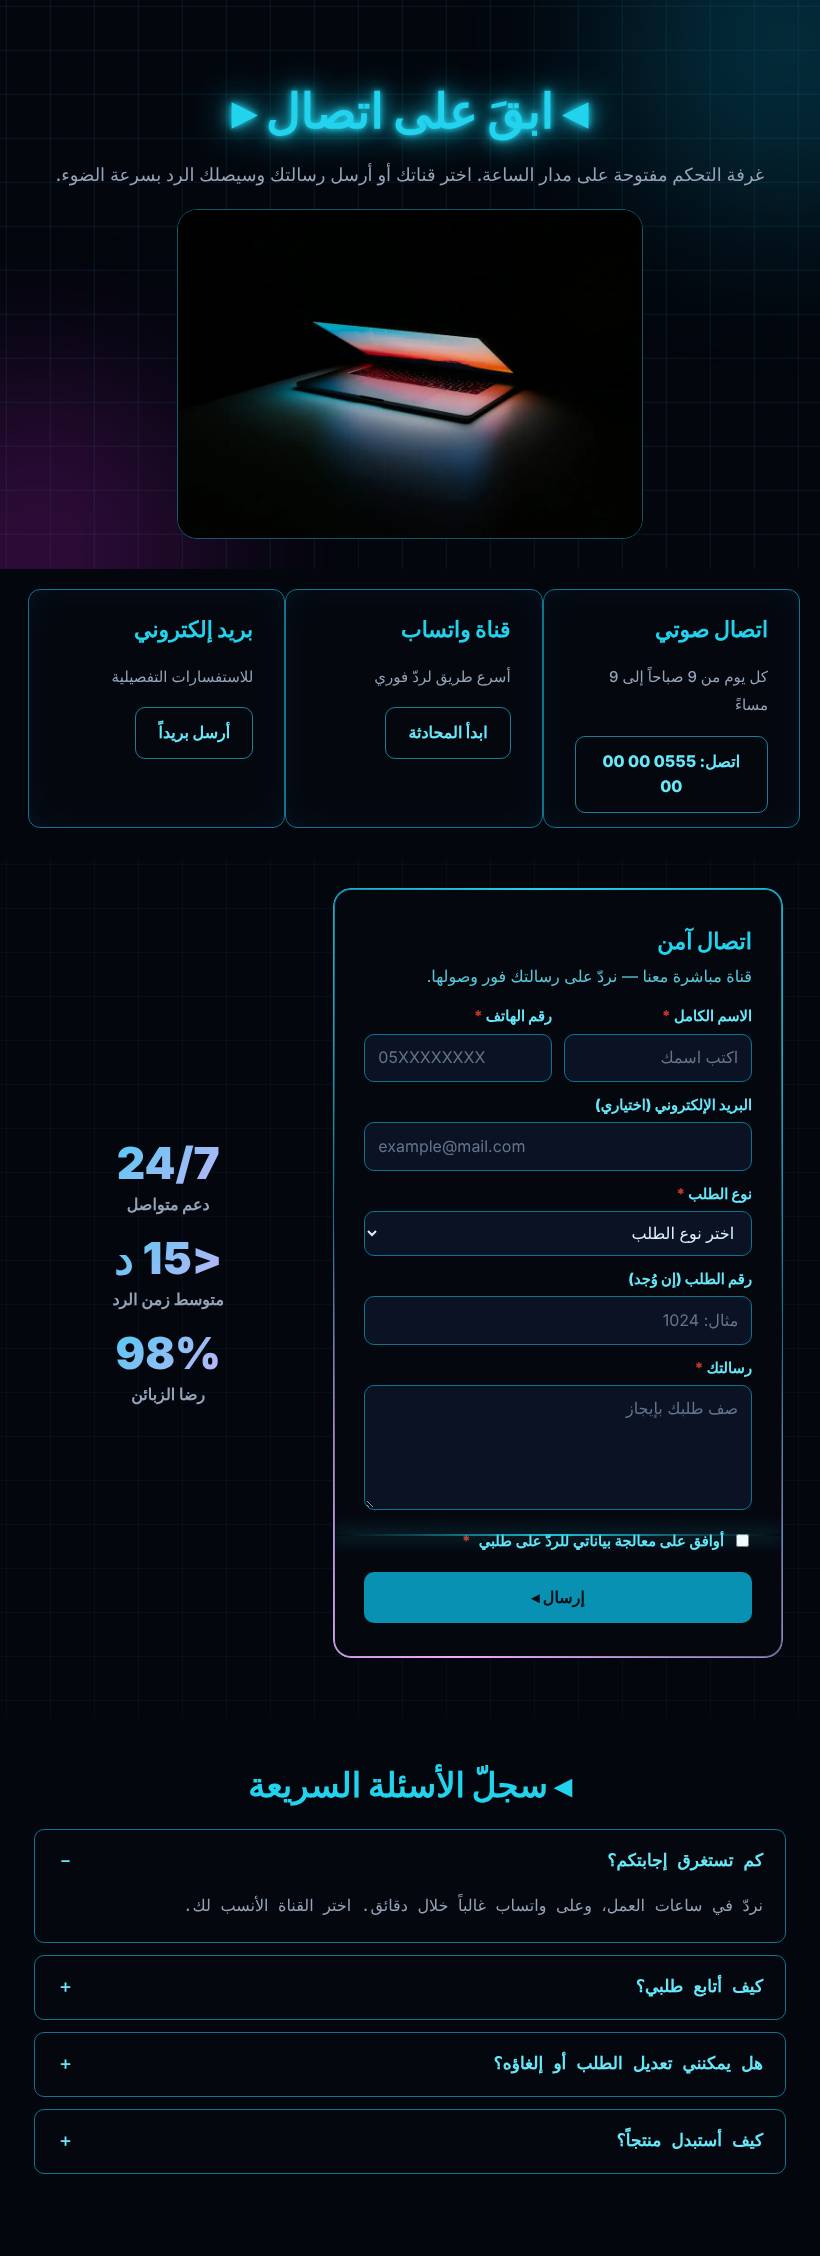 ◂ ابقَ على اتصال ▸
غرفة التحكم مفتوحة على مدار الساعة. اختر قناتك أو أرسل رسالتك وسيصلك الرد بسرعة الضوء.
اتصال صوتي
كل يوم من 9 صباحاً إلى 9
مساءً
اتصل: 0555 00 00
00
قناة واتساب
أسرع طريق لردّ فوري
ابدأ المحادثة
بريد إلكتروني
للاستفسارات التفصيلية
أرسل بريداً
اتصال آمن
قناة مباشرة معنا — نردّ على رسالتك فور وصولها.
الاسم الكامل *
رقم الهاتف *
اكتب اسمك
05XXXXXXXX
البريد الإلكتروني (اختياري)
example@mail.com
نوع الطلب *
اختر نوع الطلب
رقم الطلب (إن وُجد)
مثال: 1024
رسالتك *
صف طلبك بإيجاز
أوافق على معالجة بياناتي للردّ على طلبي *
إرسال ◂
24/7
دعم متواصل
<15 د
متوسط زمن الرد
98%
رضا الزبائن
◂ سجلّ الأسئلة السريعة
كم تستغرق إجابتكم؟ −
نردّ في ساعات العمل، وعلى واتساب غالباً خلال دقائق. اختر القناة الأنسب لك.
كيف أتابع طلبي؟ +
هل يمكنني تعديل الطلب أو إلغاؤه؟ +
كيف أستبدل منتجاً؟ +